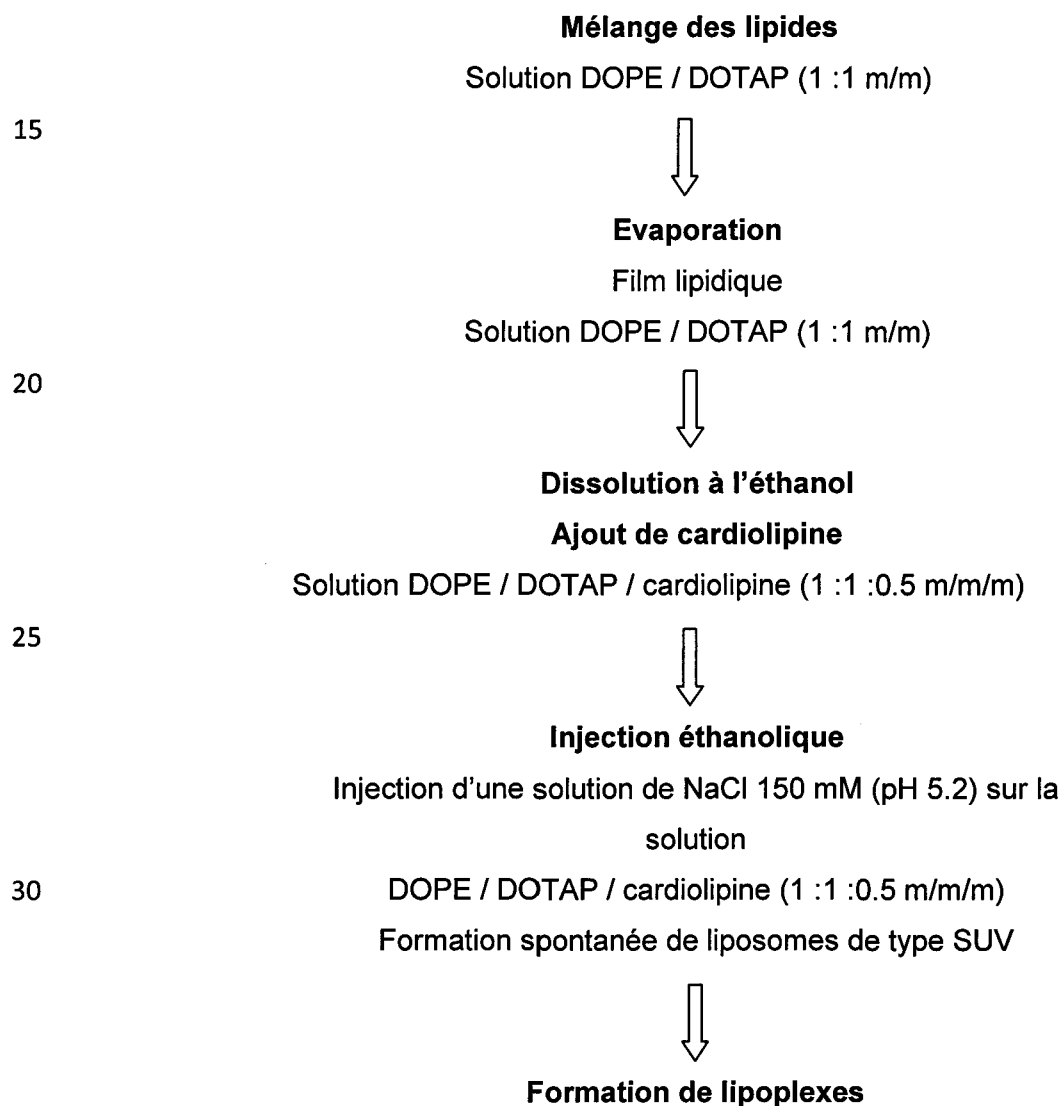 Mélange des lipides
Solution DOPE / DOTAP (1 :1 m/m)
15
Evaporation
Film lipidique
Solution DOPE / DOTAP (1 :1 m/m)
20
Dissolution à l'éthanol
Ajout de cardiolipine
Solution DOPE / DOTAP / cardiolipine (1 :1 :0.5 m/m/m)
25
Injection éthanolique
Injection d'une solution de NaCl 150 mM (pH 5.2) sur la
solution
30 DOPE / DOTAP / cardiolipine (1 :1 :0.5 m/m/m)
Formation spontanée de liposomes de type SUV
Formation de lipoplexes